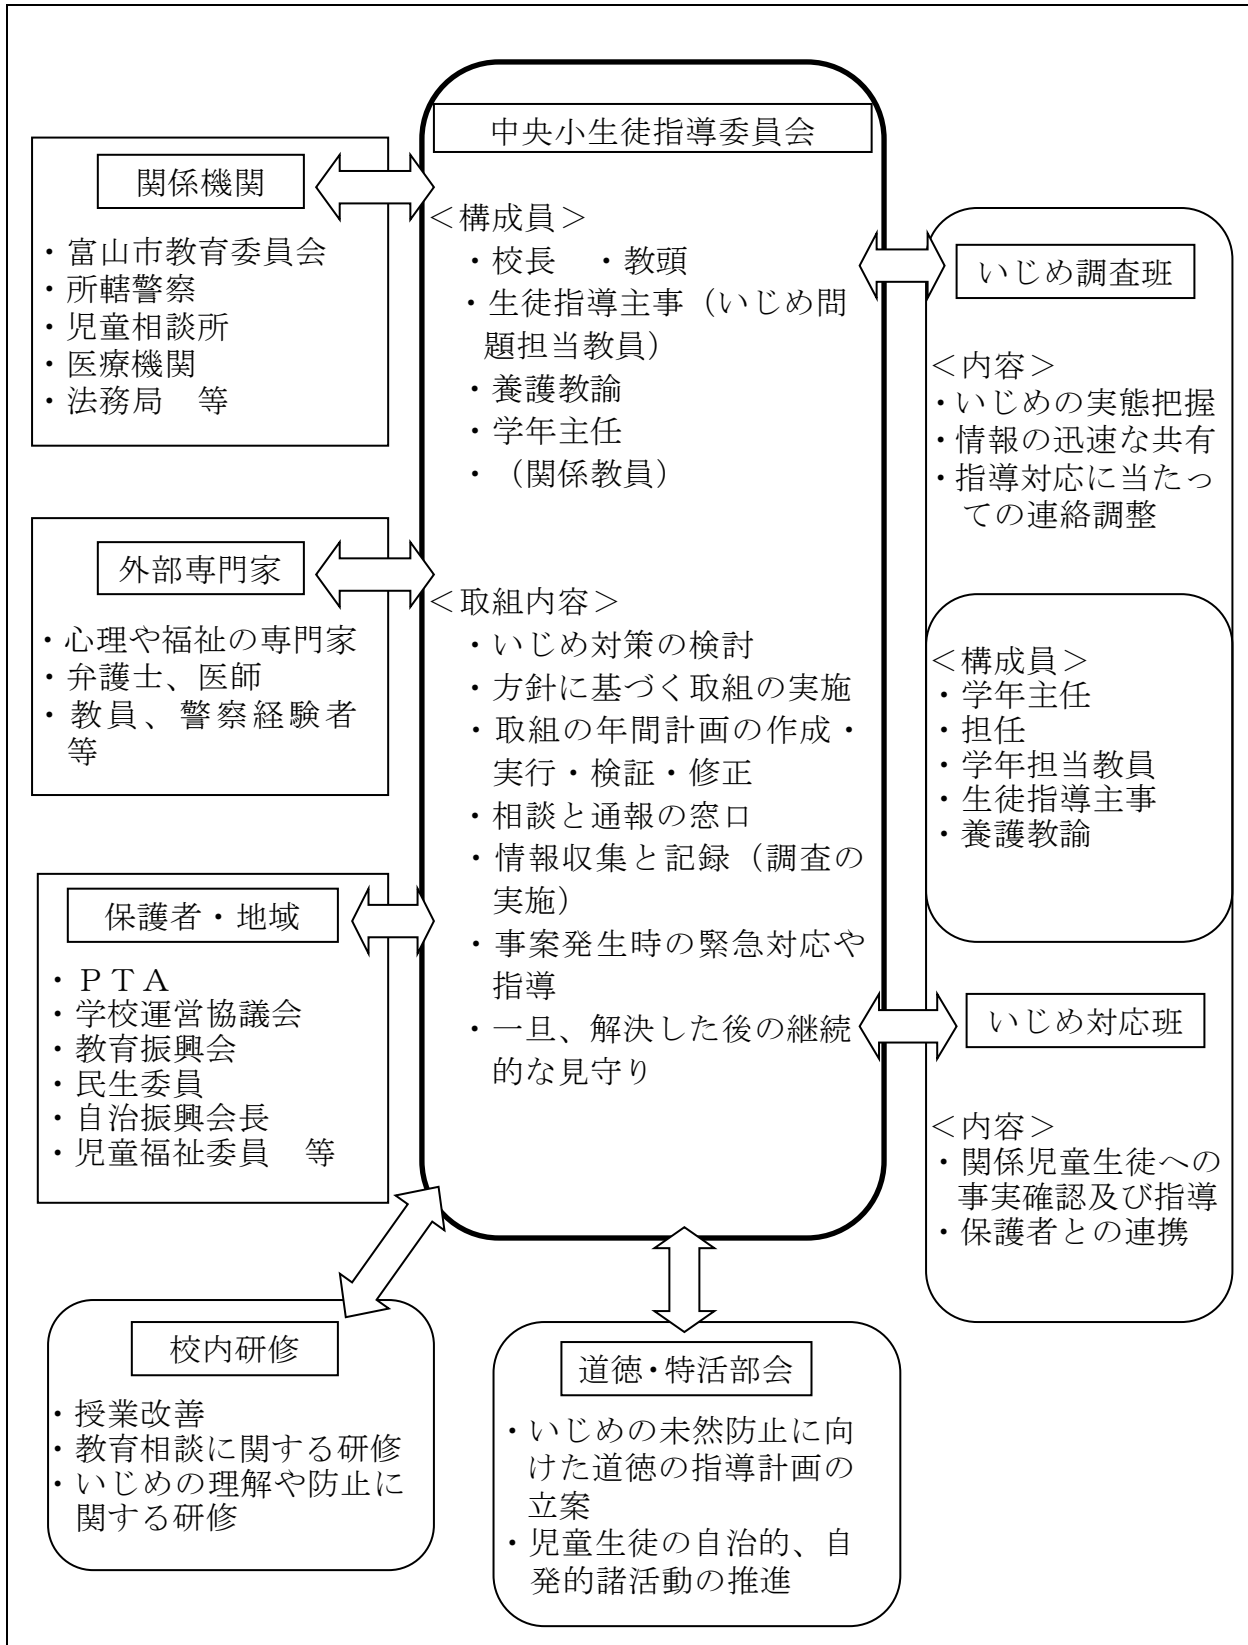 中央小生徒指導委員会
＜構成員＞
・校長　・教頭
・生徒指導主事（いじめ問
題担当教員）
・養護教諭
・学年主任
・（関係教員）
＜取組内容＞
・いじめ対策の検討
・方針に基づく取組の実施
・取組の年間計画の作成・
実行・検証・修正
・相談と通報の窓口
・情報収集と記録（調査の
実施）
・事案発生時の緊急対応や
指導
・一旦、解決した後の継続
的な見守り
関係機関
・富山市教育委員会
・所轄警察
・児童相談所
・医療機関
・法務局　等
外部専門家
・心理や福祉の専門家
・弁護士、医師
・教員、警察経験者
等
保護者・地域
・ＰＴＡ
・学校運営協議会
・教育振興会
・民生委員
・自治振興会長
・児童福祉委員　等
いじめ調査班
＜内容＞
・いじめの実態把握
・情報の迅速な共有
・指導対応に当たっ
ての連絡調整
＜構成員＞
・学年主任
・担任
・学年担当教員
・生徒指導主事
・養護教諭
いじめ対応班
＜内容＞
・関係児童生徒への
事実確認及び指導
・保護者との連携
校内研修
・授業改善
・教育相談に関する研修
・いじめの理解や防止に
関する研修
道徳・特活部会
・いじめの未然防止に向
けた道徳の指導計画の
立案
・児童生徒の自治的、自
発的諸活動の推進